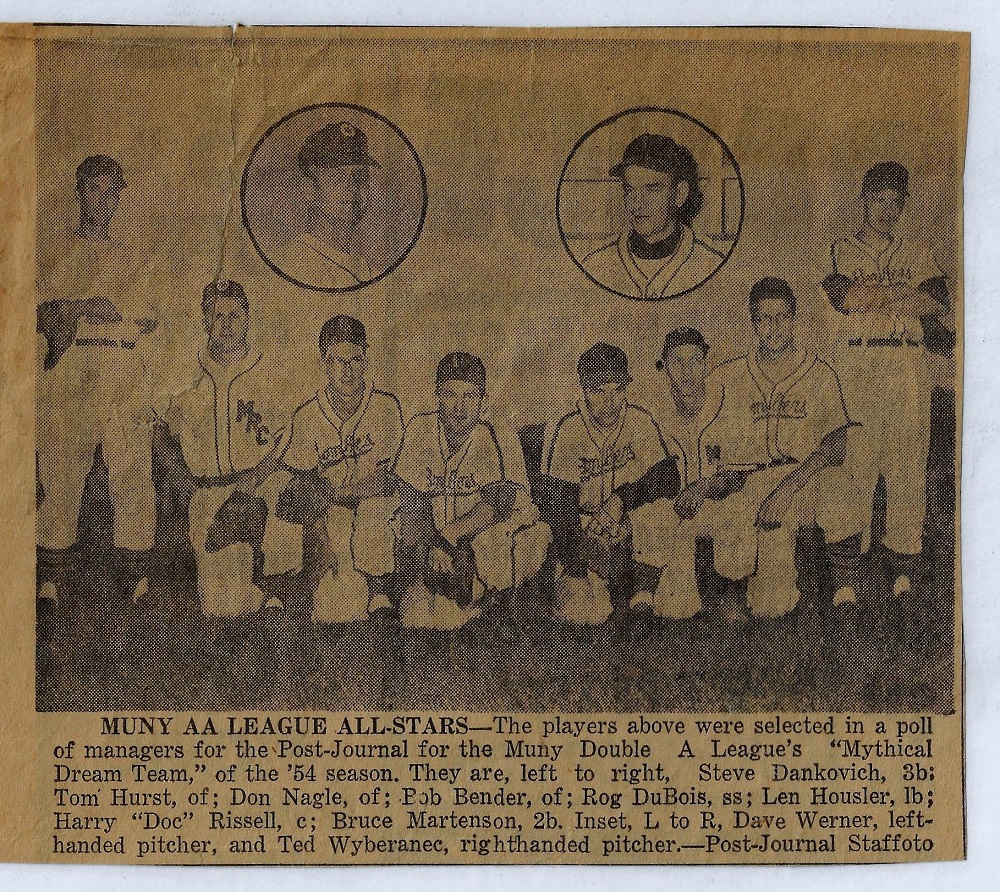 C
MRC
MUNY AA LEAGUE ALL-STARS—The players above were selected in a poll
of managers for the Post-Journal for the Muny Double A League's "Mythical
Dream Team," of the '54 season. They are, left to right, Steve Dankovich, 3b;
Tom Hurst, of; Don Nagle, of; Bob Bender, of; Rog DuBois, ss; Len Housler, lb;
Harry "Doc" Rissell, c; Bruce Martenson, 2b. Inset, L to R, Dave Werner, left-
handed pitcher, and Ted Wyberanec, righthanded pitcher.—Post-Journal Staffoto